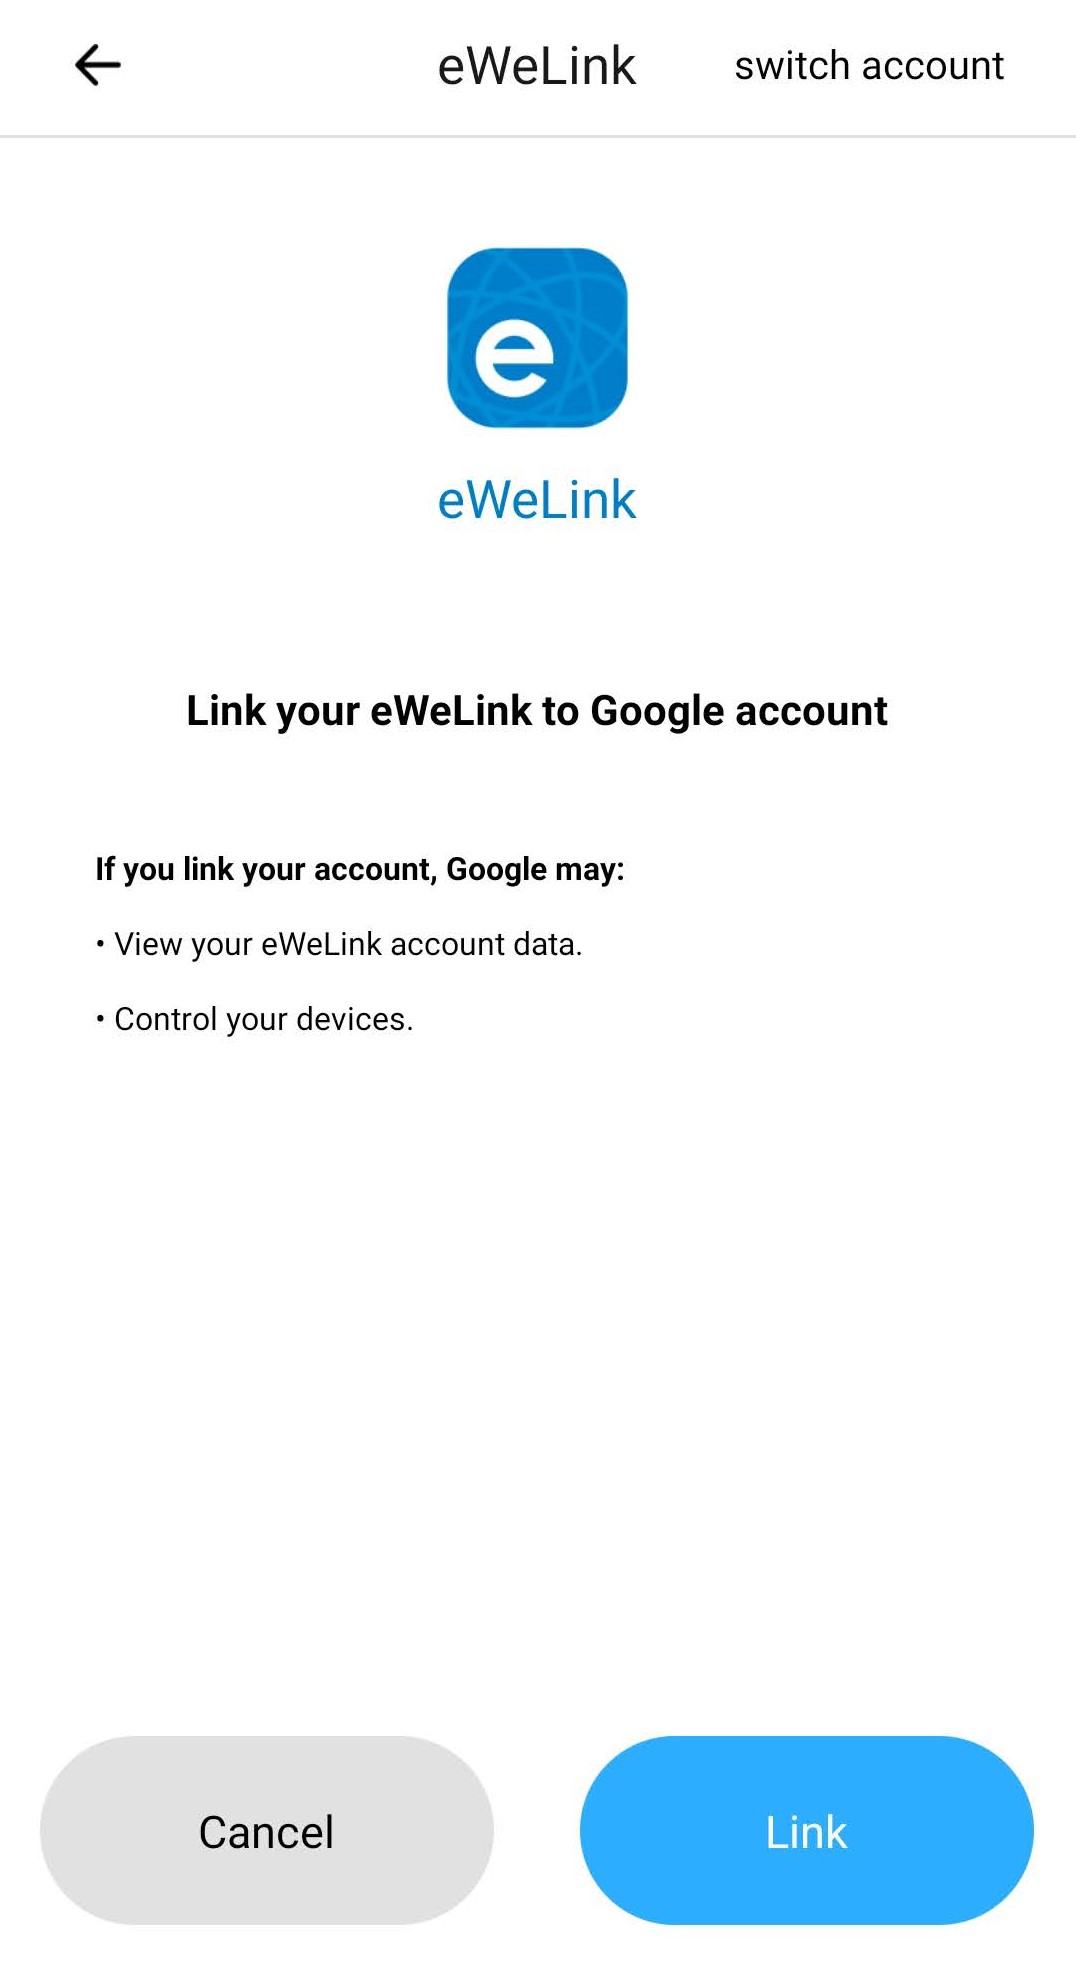 eWeLink switch account
e
eWeLink
Link your eWeLink to Google account
If you link your account, Google may:
• View your eWeLink account data.
• Control your devices.
Cancel Link